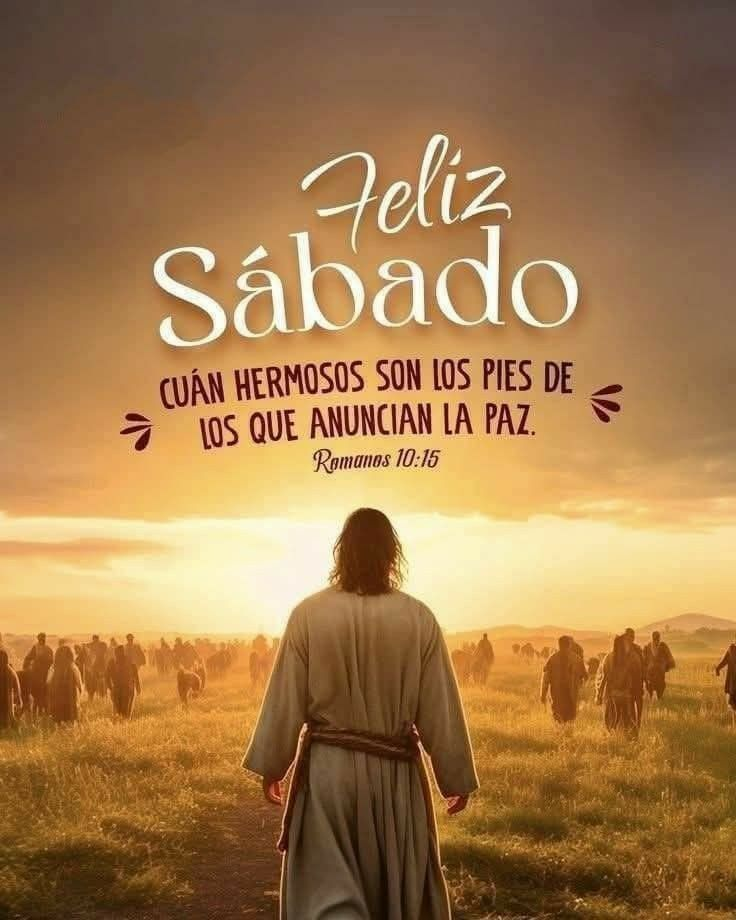 Feliz
Sábado
CUÁN HERMOSOS SON LOS PIES DE
LOS QUE ANUNCIAN LA PAZ.
Romanos 10:15